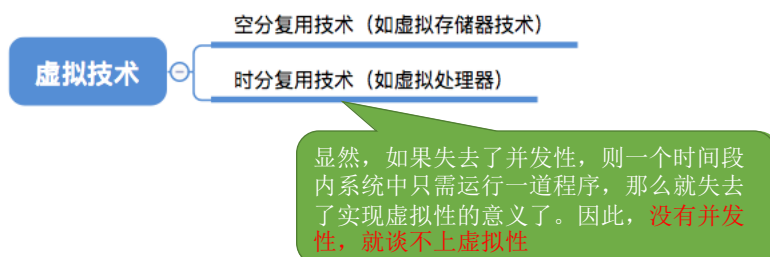 空分复用技术（如虚拟存储器技术）
虚拟技术
时分复用技术（如虚拟处理器）
显然，如果失去了并发性，则一个时间段
内系统中只需运行一道程序，那么就失去
了实现虚拟性的意义了。因此，没有并发
性，就谈不上虚拟性